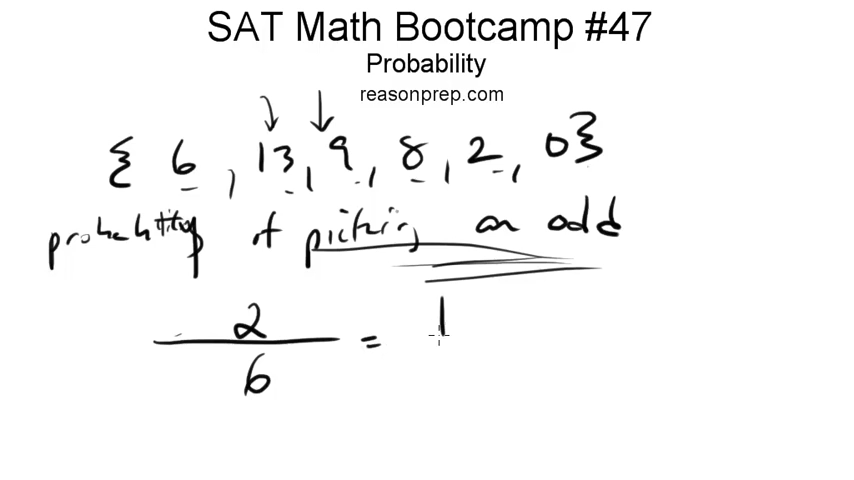 SAT Math Bootcamp #47
Probability
reasonprep.com
{ 6 , 13 , 9 , 8 , 2 , 0 }
probability of picking an odd
2/6 = 1